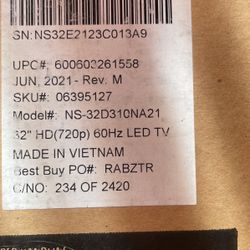 SN:NS32E2123C013A9
UPC#: 600603261558
JUN. 2021- Rev. M
SKU#: 06395127
Model#: NS-32D310NA21
32" HD(720p) 60Hz LED TV
MADE IN VIETNAM
Best Buy PO#: RABZTR
C/NO: 234 OF 2420